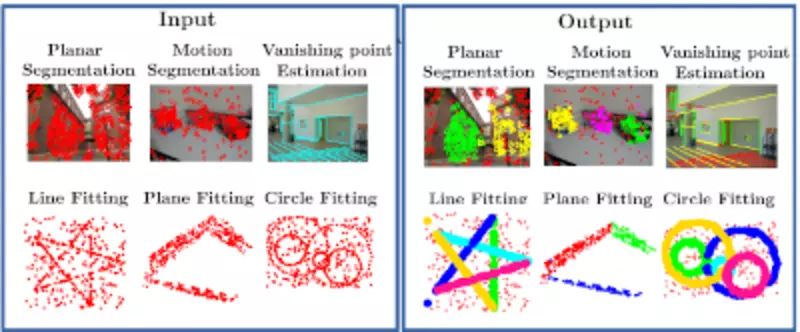 Input
Planar
Segmentation
Motion
Segmentation
Vanishing point
Estimation
Line Fitting
Plane Fitting
Circle Fitting
Output
Planar
Segmentation
Motion
Segmentation
Vanishing point
Estimation
Line Fitting
Plane Fitting
Circle Fitting